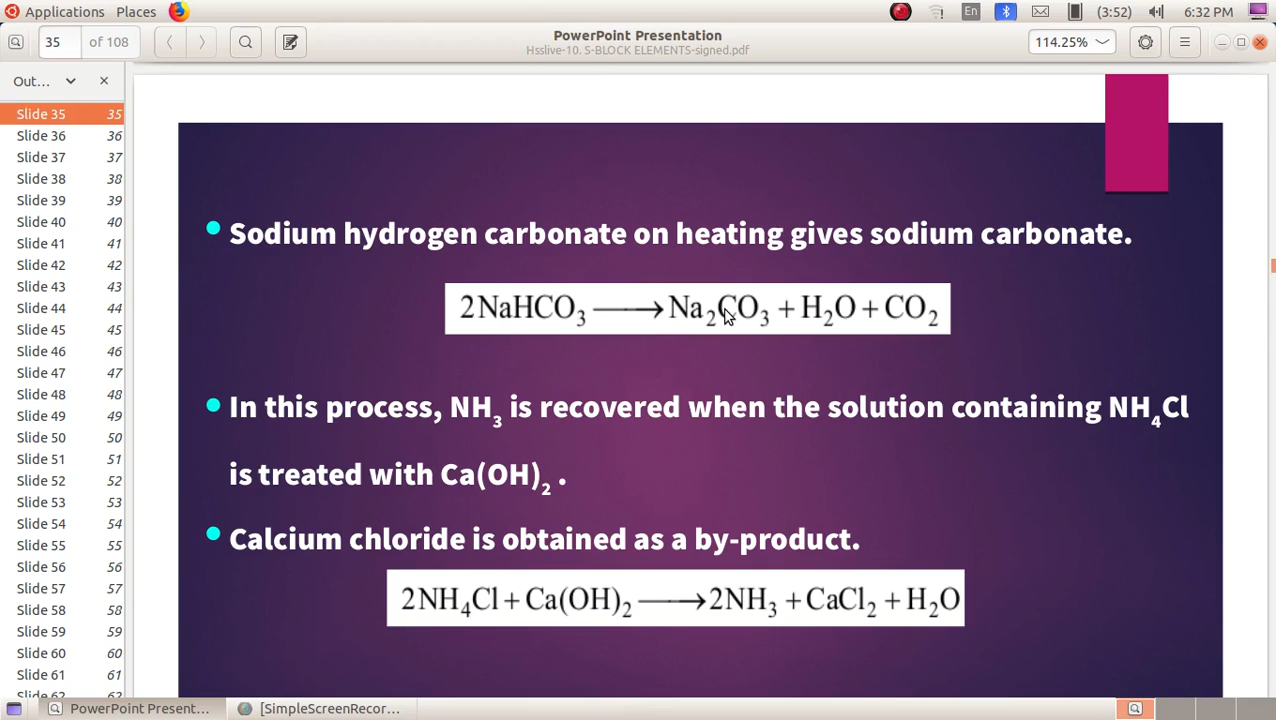 Applications Places En (3:52) 6:32 PM
35 of 108 PowerPoint Presentation 114.25%
Hsslive-10. S-BLOCK ELEMENTS-signed.pdf
Out...
Slide 35 35
Slide 36 36
Slide 37 37
Slide 38 38
Slide 39 39
Slide 40 40
Slide 41 41
Slide 42 42
Slide 43 43
Slide 44 44
Slide 45 45
Slide 46 46
Slide 47 47
Slide 48 48
Slide 49 49
Slide 50 50
Slide 51 51
Slide 52 52
Slide 53 53
Slide 54 54
Slide 55 55
Slide 56 56
Slide 57 57
Slide 58 58
Slide 59 59
Slide 60 60
Slide 61 61
Slide 62 62
Sodium hydrogen carbonate on heating gives sodium carbonate.
2NaHCO₃ ⟶ Na₂CO₃ + H₂O + CO₂
In this process, NH₃ is recovered when the solution containing NH₄Cl
is treated with Ca(OH)₂ .
Calcium chloride is obtained as a by-product.
2NH₄Cl + Ca(OH)₂ ⟶ 2NH₃ + CaCl₂ + H₂O
PowerPoint Present... [SimpleScreenRecor...